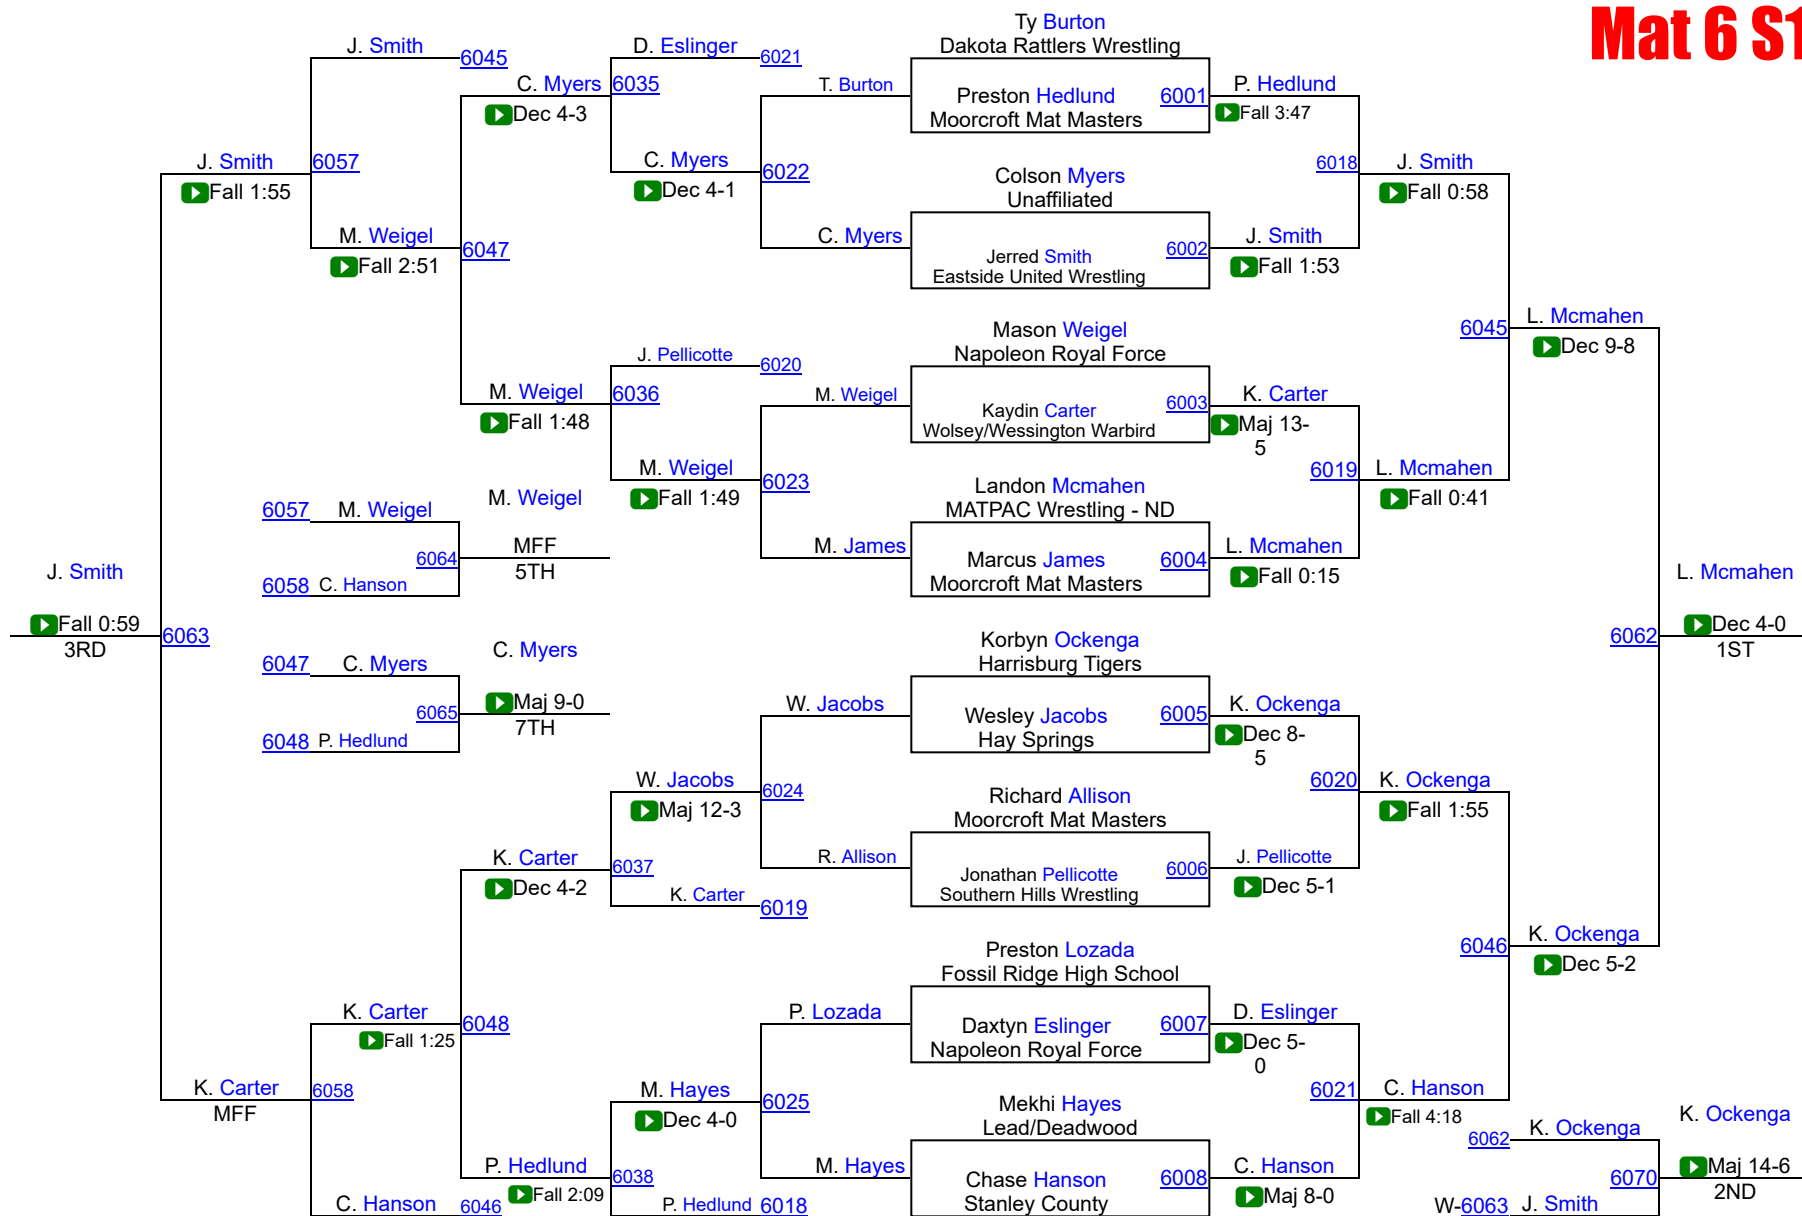 Mat 6 S1
Ty Burton
Dakota Rattlers Wrestling
J. Smith
6045
D. Eslinger
6021
C. Myers
6035
Dec 4-3
T. Burton
Preston Hedlund
Moorcroft Mat Masters
6001
P. Hedlund
Fall 3:47
J. Smith
6057
Fall 1:55
C. Myers
6022
Dec 4-1
Colson Myers
Unaffiliated
6018
J. Smith
Fall 0:58
M. Weigel
6047
Fall 2:51
C. Myers
Jerred Smith
Eastside United Wrestling
6002
J. Smith
Fall 1:53
Mason Weigel
Napoleon Royal Force
6045
L. Mcmahen
Dec 9-8
J. Pellicotte
6020
M. Weigel
6036
Fall 1:48
M. Weigel
Kaydin Carter
Wolsey/Wessington Warbird
6003
K. Carter
Maj 13-
5
M. Weigel
6023
Fall 1:49
Landon Mcmahen
MATPAC Wrestling - ND
6019
L. Mcmahen
Fall 0:41
6057
M. Weigel
M. Weigel
6064
MFF
5TH
6058
C. Hanson
M. James
Marcus James
Moorcroft Mat Masters
6004
L. Mcmahen
Fall 0:15
J. Smith
Fall 0:59
3RD
6063
L. Mcmahen
6062
Dec 4-0
1ST
Korbyn Ockenga
Harrisburg Tigers
6047
C. Myers
C. Myers
6065
Maj 9-0
7TH
6048
P. Hedlund
W. Jacobs
Wesley Jacobs
Hay Springs
6005
K. Ockenga
Dec 8-
5
W. Jacobs
6024
Maj 12-3
Richard Allison
Moorcroft Mat Masters
6020
K. Ockenga
Fall 1:55
K. Carter
6037
Dec 4-2
R. Allison
Jonathan Pellicotte
Southern Hills Wrestling
6006
J. Pellicotte
Dec 5-1
K. Carter
6019
Preston Lozada
Fossil Ridge High School
6046
K. Ockenga
Dec 5-2
K. Carter
6048
Fall 1:25
P. Lozada
Daxtyn Eslinger
Napoleon Royal Force
6007
D. Eslinger
Dec 5-
0
K. Carter
6058
MFF
M. Hayes
6025
Dec 4-0
Mekhi Hayes
Lead/Deadwood
6021
C. Hanson
Fall 4:18
6062
K. Ockenga
K. Ockenga
P. Hedlund
6038
Fall 2:09
M. Hayes
Chase Hanson
Stanley County
6008
C. Hanson
Maj 8-0
6070
Maj 14-6
2ND
C. Hanson
6046
P. Hedlund
6018
W-6063
J. Smith